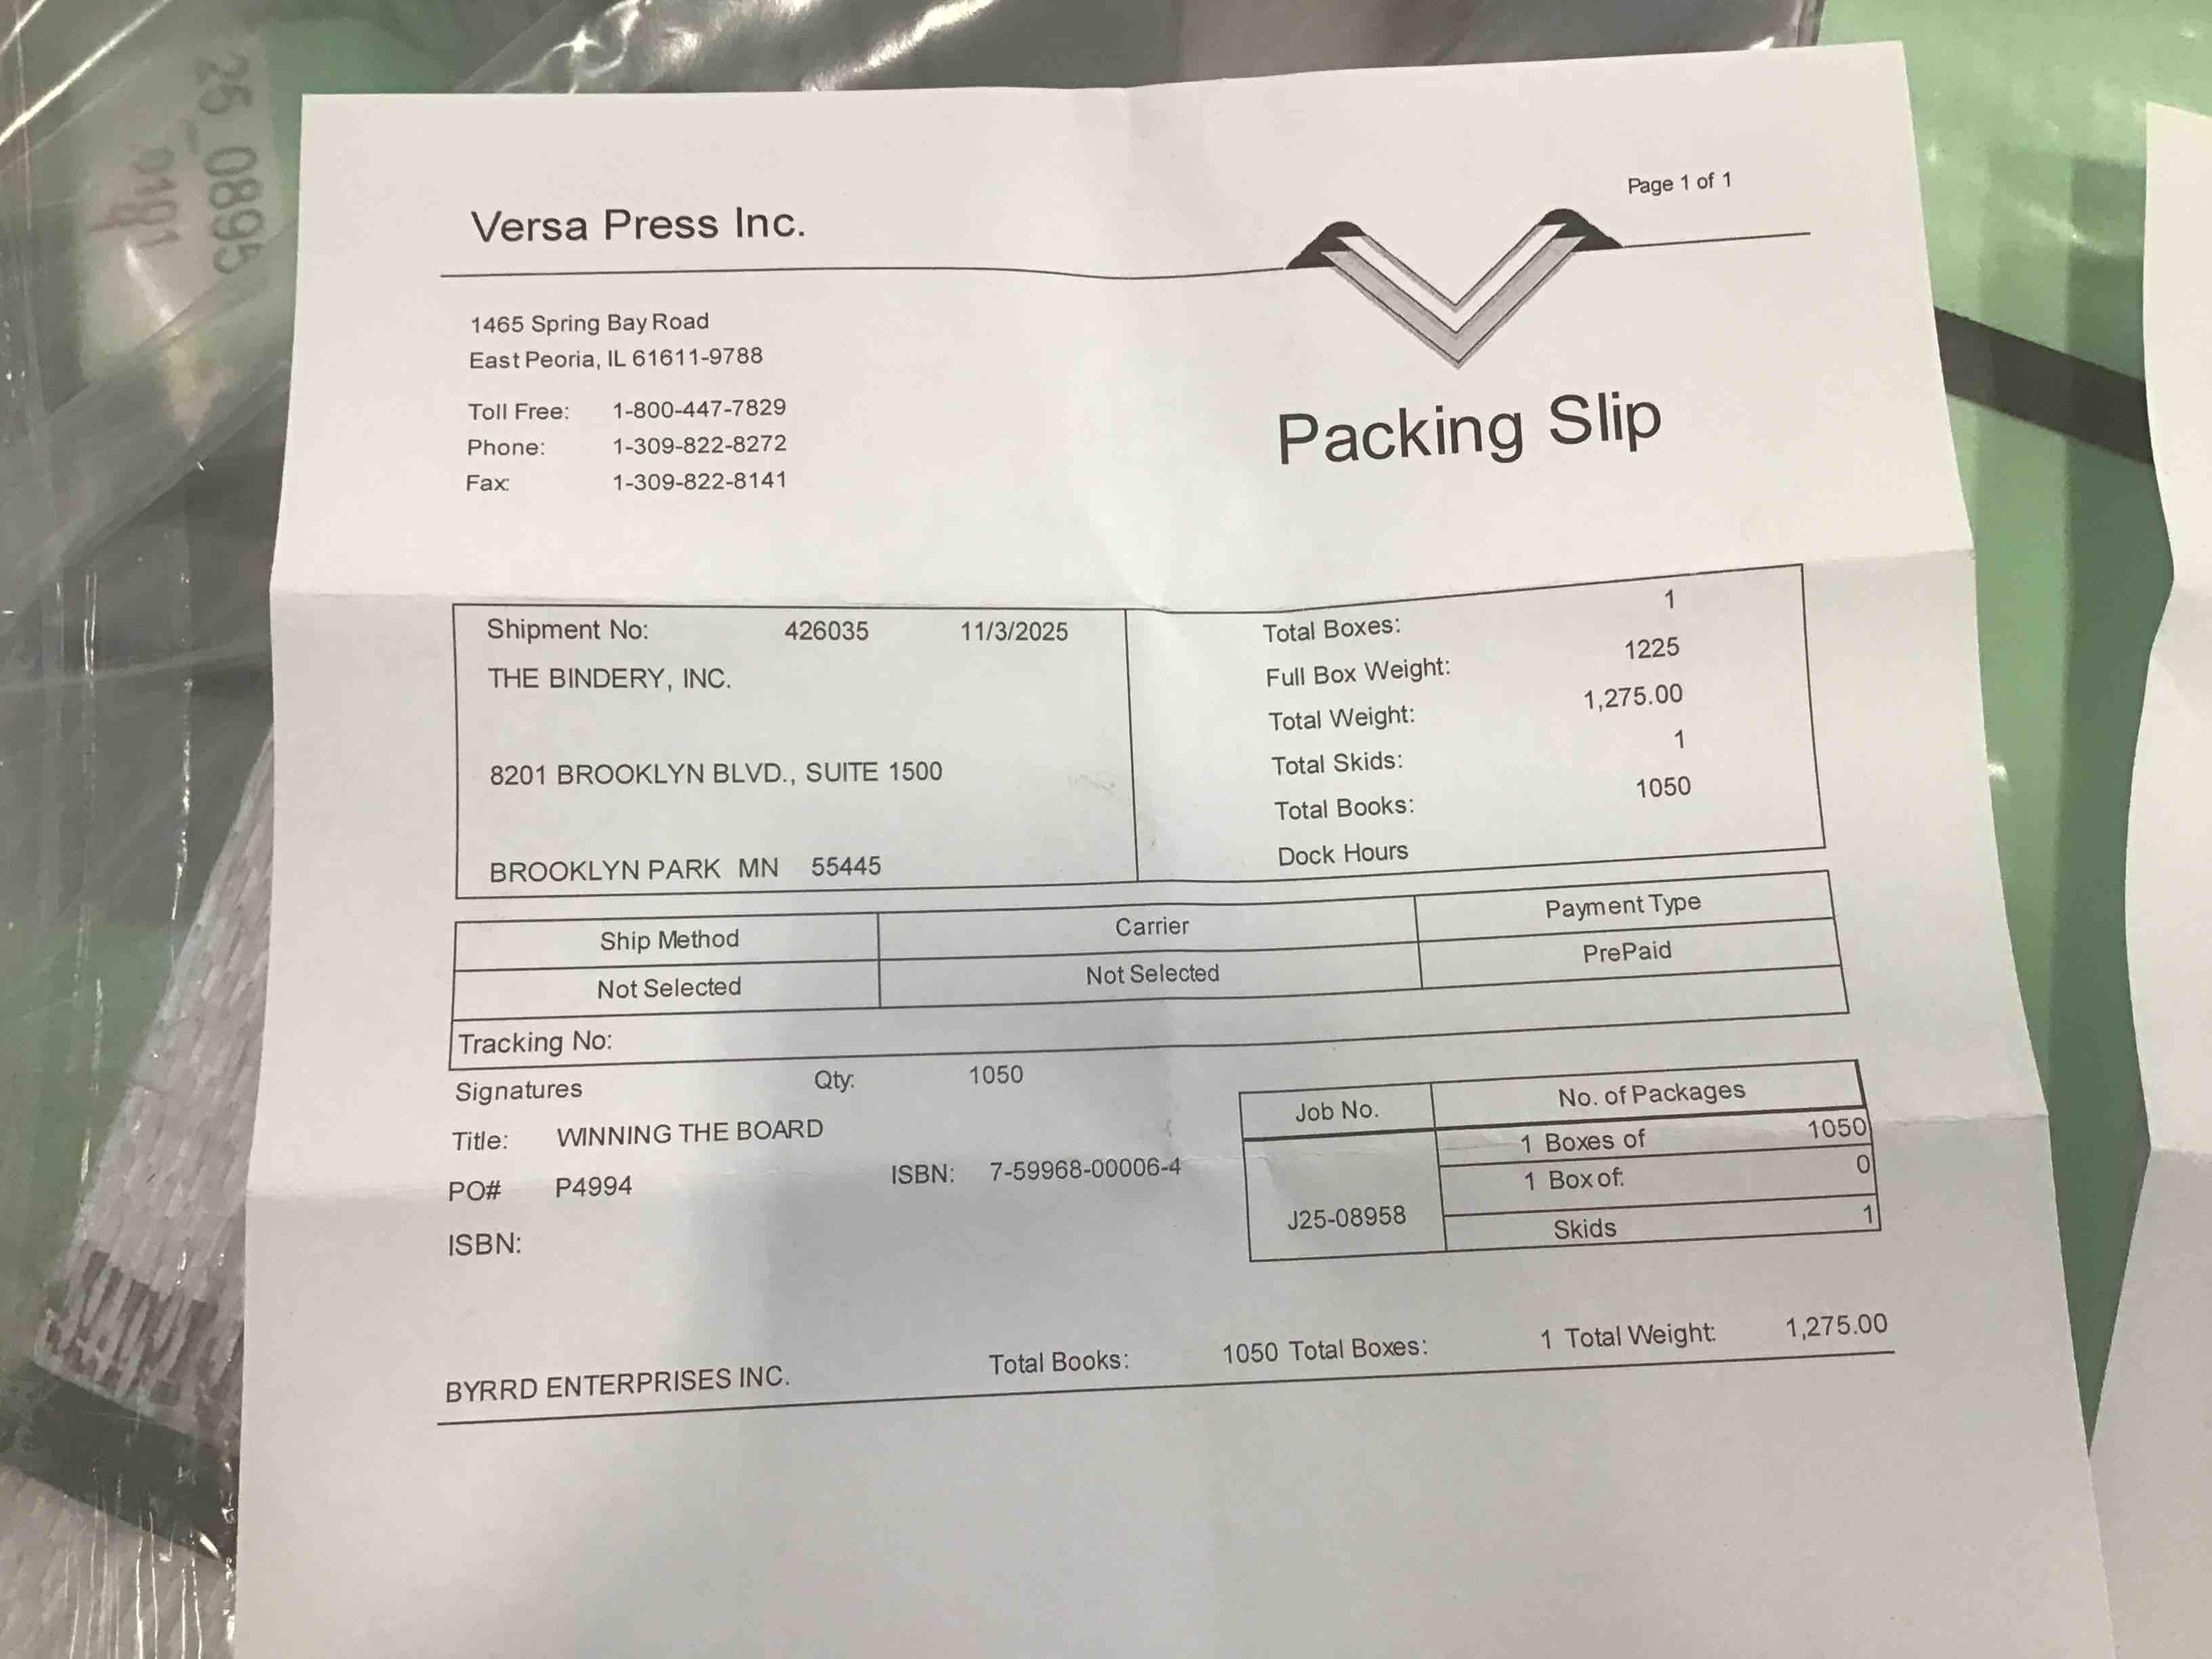 25_0895
Page 1 of 1
Versa Press Inc.
1465 Spring Bay Road
East Peoria, IL 61611-9788
Toll Free: 1-800-447-7829
Phone: 1-309-822-8272
Fax: 1-309-822-8141
Packing Slip
Shipment No: 426035 11/3/2025
THE BINDERY, INC.
8201 BROOKLYN BLVD., SUITE 1500
BROOKLYN PARK MN 55445
Total Boxes: 1
Full Box Weight: 1225
Total Weight: 1,275.00
Total Skids: 1
Total Books: 1050
Dock Hours
Ship Method Carrier Payment Type
Not Selected Not Selected PrePaid
Tracking No:
Signatures Qty: 1050
Title: WINNING THE BOARD
PO# P4994 ISBN: 7-59968-00006-4
ISBN:
Job No. No. of Packages
1 Boxes of 1050
1 Box of: 0
J25-08958
Skids 1
BYRRD ENTERPRISES INC. Total Books: 1050 Total Boxes: 1 Total Weight: 1,275.00